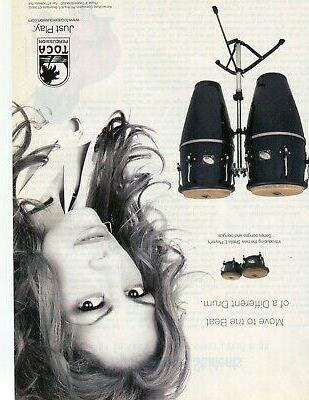 Move to the Beat
of a Different Drum.
Introducing the new Sheila E Player's
Series congas and bongos.
TOCA
PERCUSSION
Just Play.
www.tocapercussion.com